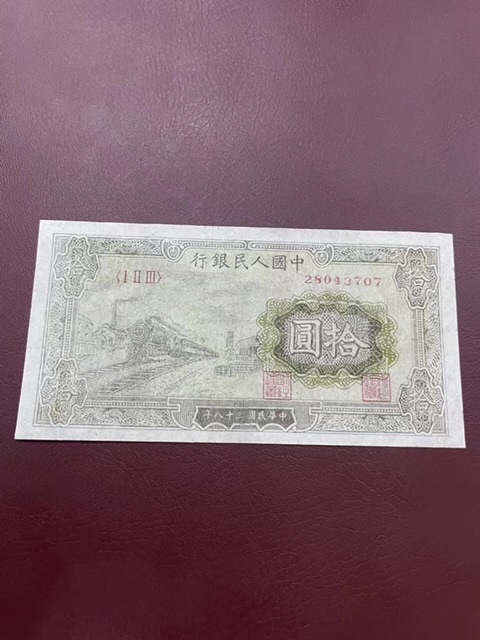 中國人民銀行
〈I II III〉
28043707
拾圓
拾
拾
拾
拾
中華民國三十八年